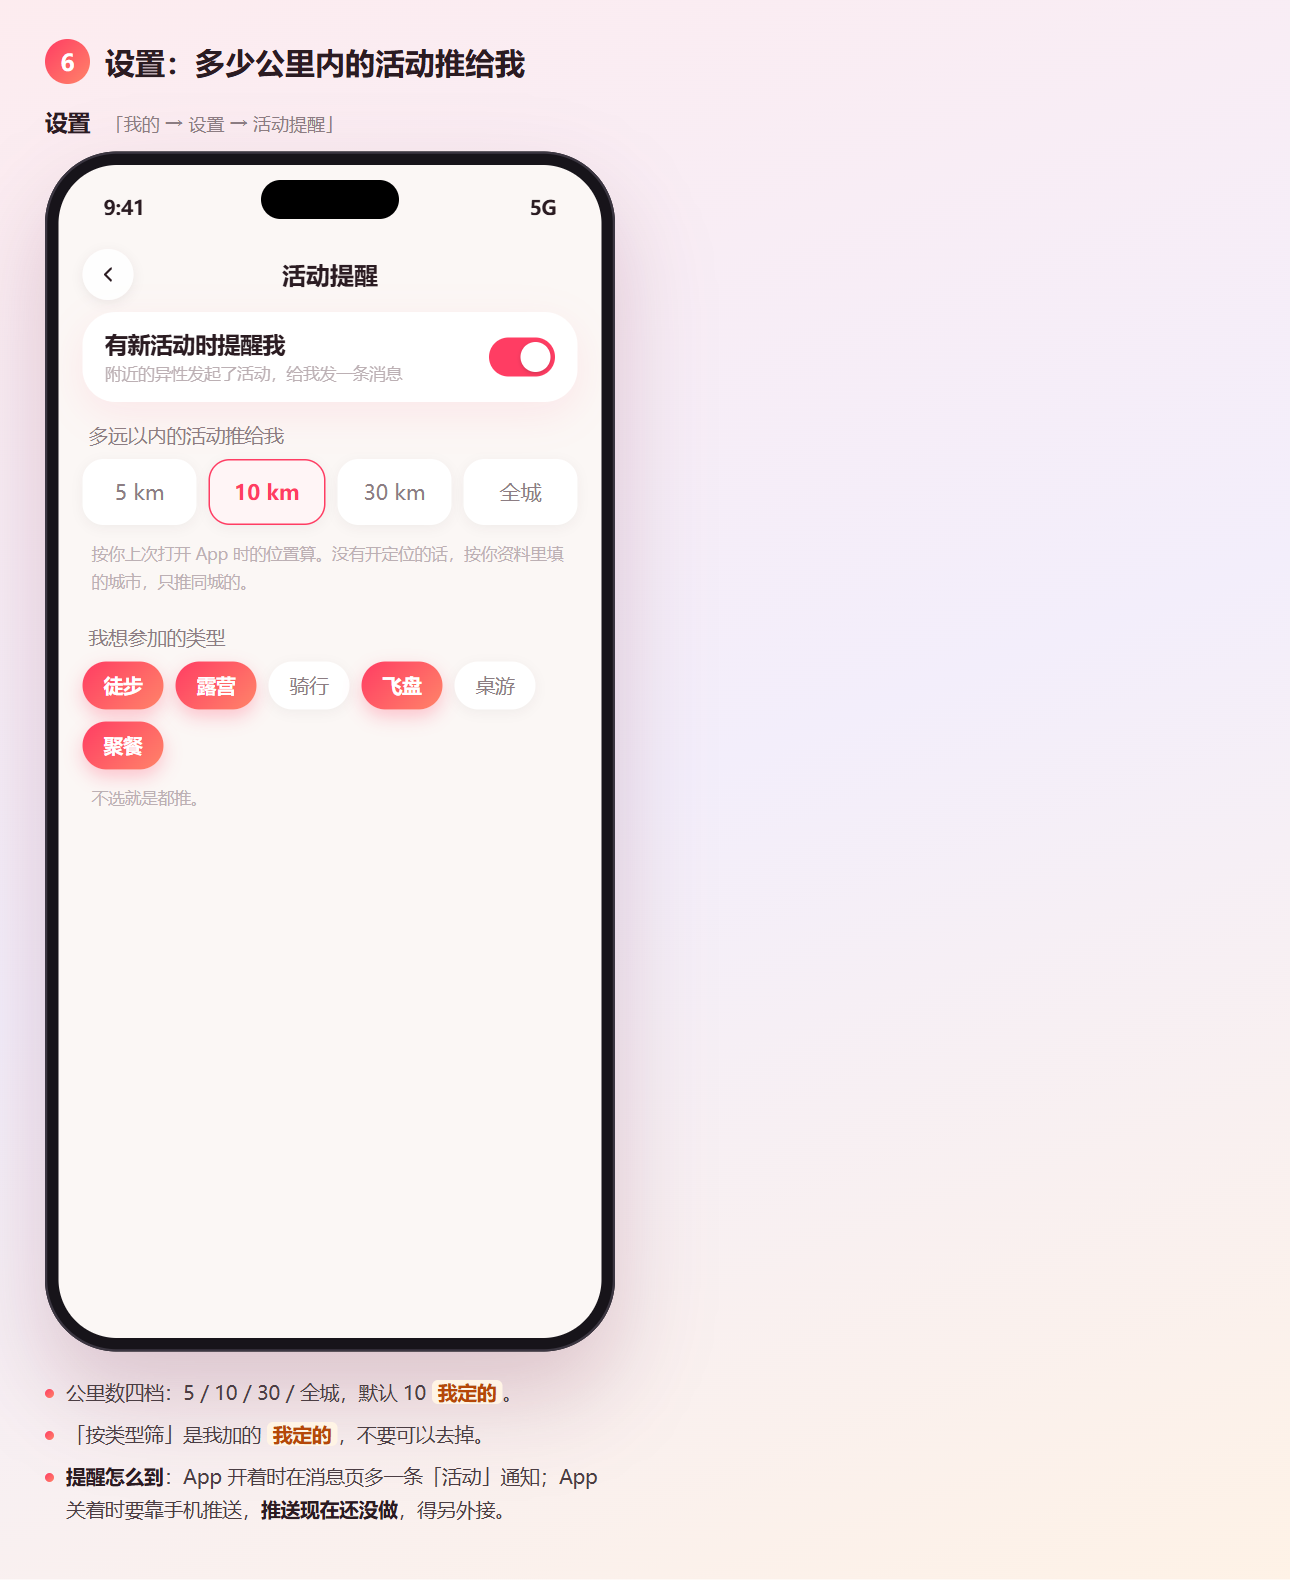 6 设置：多少公里内的活动推给我
设置 「我的 → 设置 → 活动提醒」
9:41 5G
活动提醒
有新活动时提醒我
附近的异性发起了活动，给我发一条消息
多远以内的活动推给我
5 km 10 km 30 km 全城
按你上次打开 App 时的位置算。没有开定位的话，按你资料里填
的城市，只推同城的。
我想参加的类型
徒步 露营 骑行 飞盘 桌游
聚餐
不选就是都推。
公里数四档：5 / 10 / 30 / 全城，默认 10 我定的。
「按类型筛」是我加的 我定的，不要可以去掉。
提醒怎么到：App 开着时在消息页多一条「活动」通知；App
关着时要靠手机推送，推送现在还没做，得另外接。